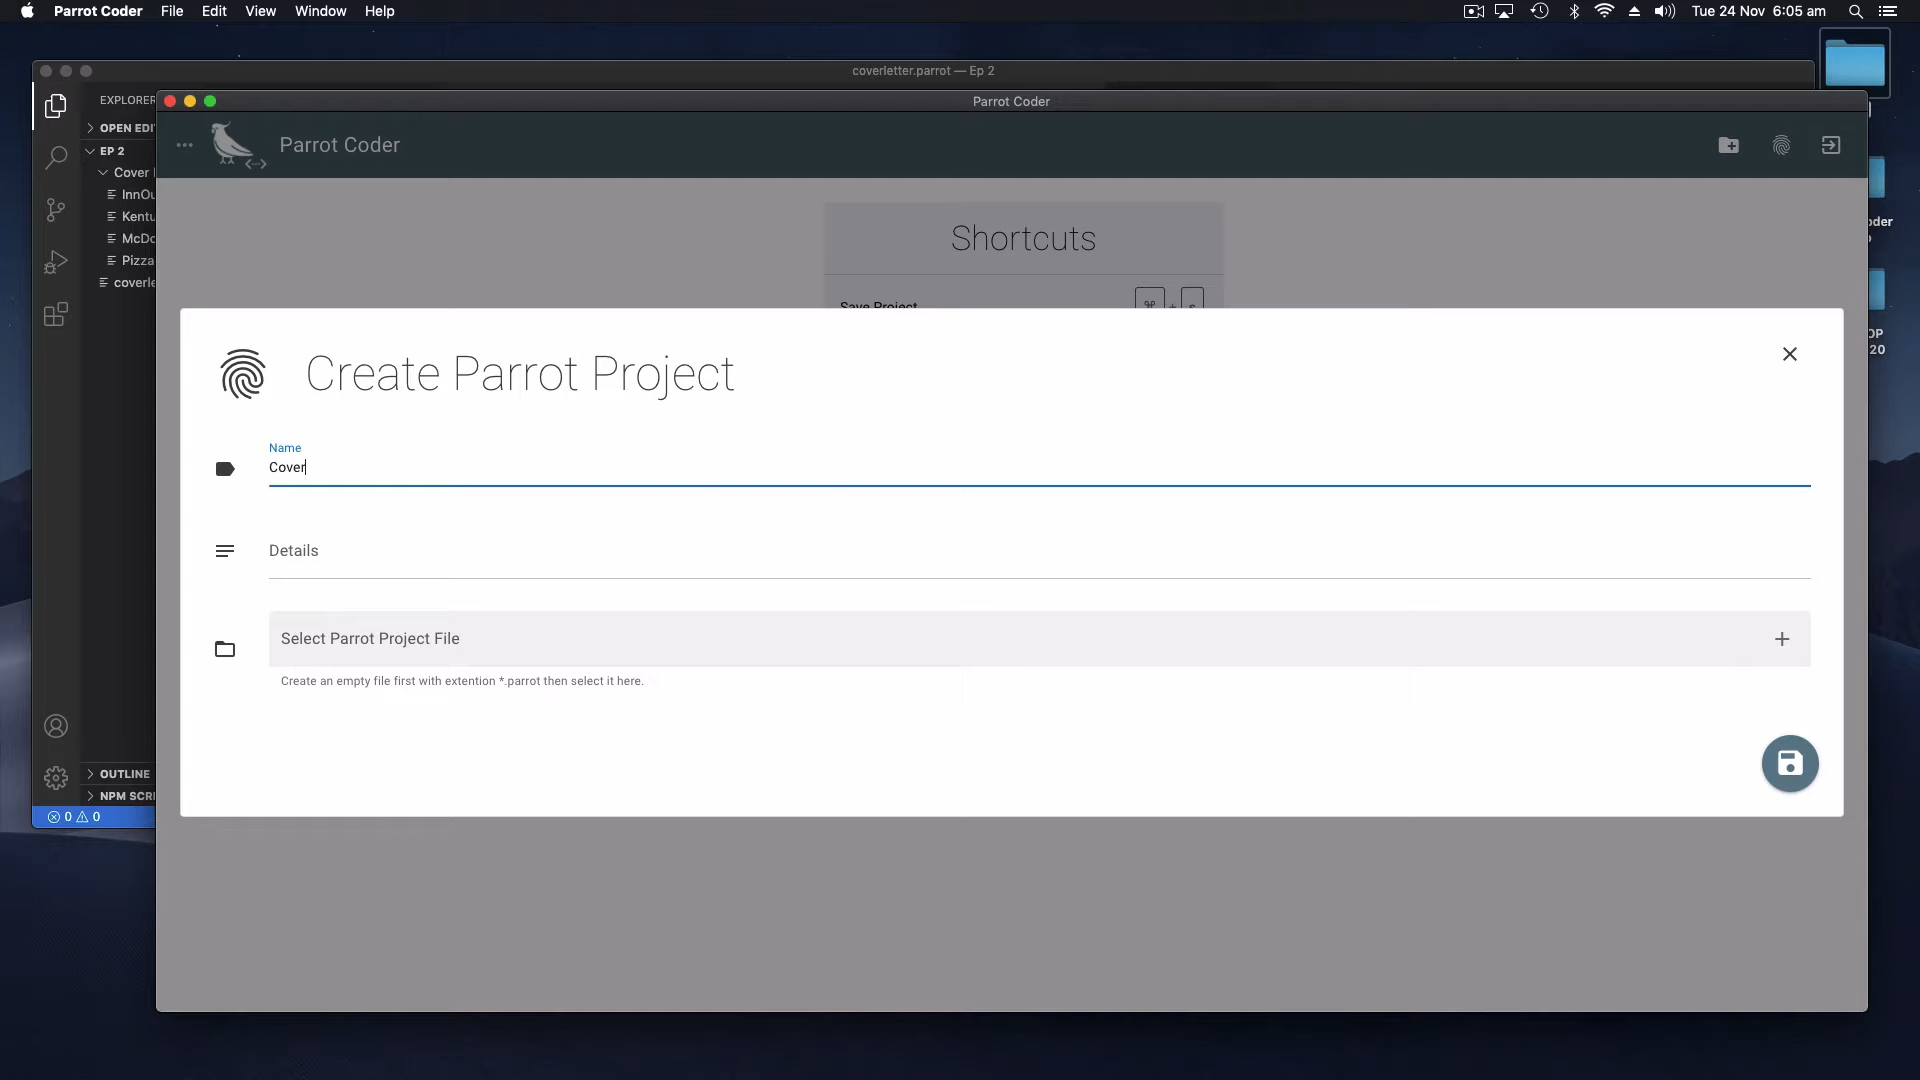 Parrot Coder File Edit View Window Help
Tue 24 Nov 6:05 am
coverletter.parrot — Ep 2
EXPLORER
Parrot Coder
OPEN EDI
EP 2
Cover
InnOu
Kentu
McDo
Pizza
coverle
Parrot Coder
Shortcuts
Save Project ⌘ + s
Create Parrot Project
Name
Cover
Details
Select Parrot Project File
Create an empty file first with extention *.parrot then select it here.
OUTLINE
NPM SCRI
0 0
oder
OP
20